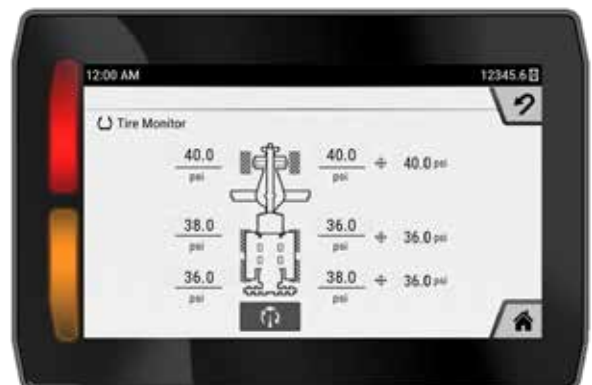 12:00 AM 12345.6
Tire Monitor
40.0 psi 40.0 psi 40.0 psi
38.0 psi 36.0 psi 36.0 psi
36.0 psi 38.0 psi 36.0 psi